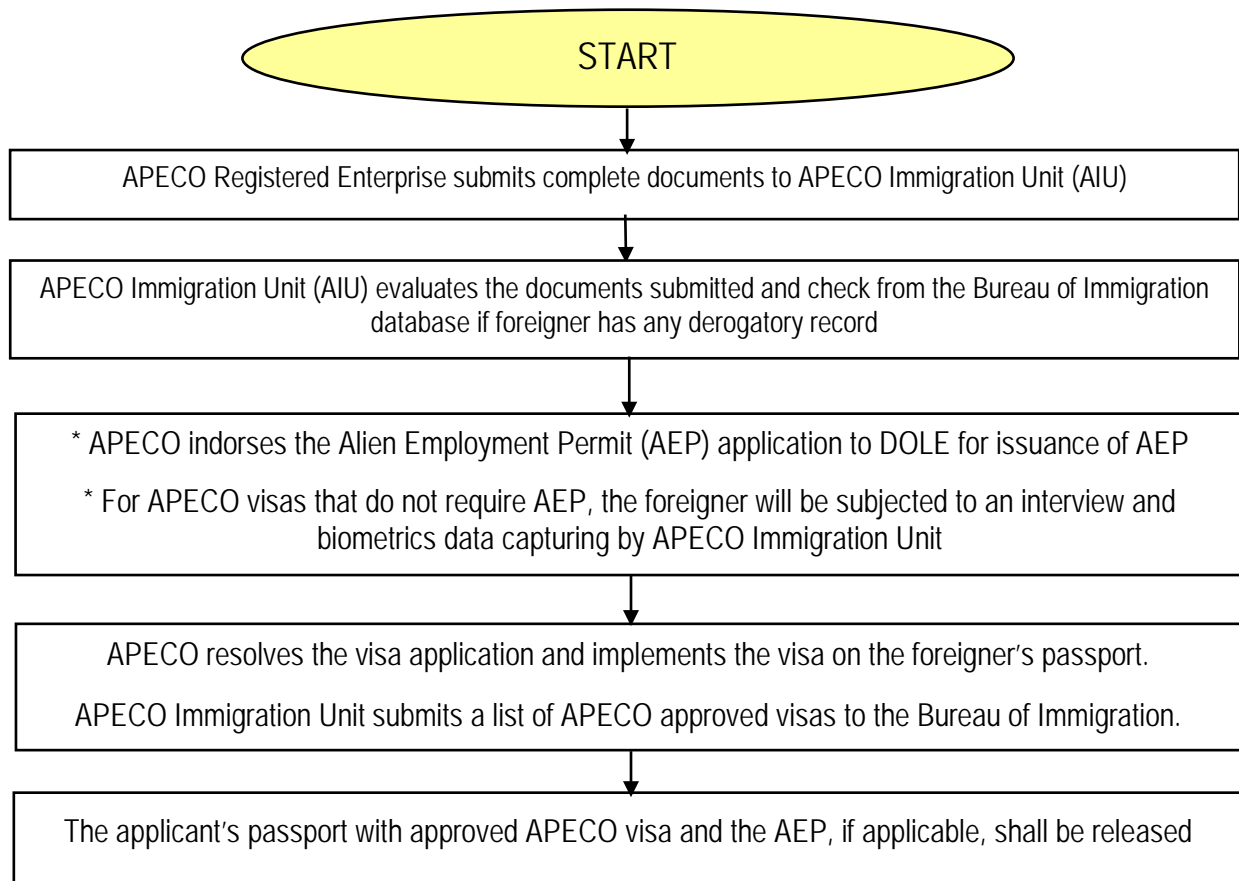 START
APECO Registered Enterprise submits complete documents to APECO Immigration Unit (AIU)
APECO Immigration Unit (AIU) evaluates the documents submitted and check from the Bureau of Immigration
database if foreigner has any derogatory record
* APECO indorses the Alien Employment Permit (AEP) application to DOLE for issuance of AEP
* For APECO visas that do not require AEP, the foreigner will be subjected to an interview and
biometrics data capturing by APECO Immigration Unit
APECO resolves the visa application and implements the visa on the foreigner’s passport.
APECO Immigration Unit submits a list of APECO approved visas to the Bureau of Immigration.
The applicant’s passport with approved APECO visa and the AEP, if applicable, shall be released